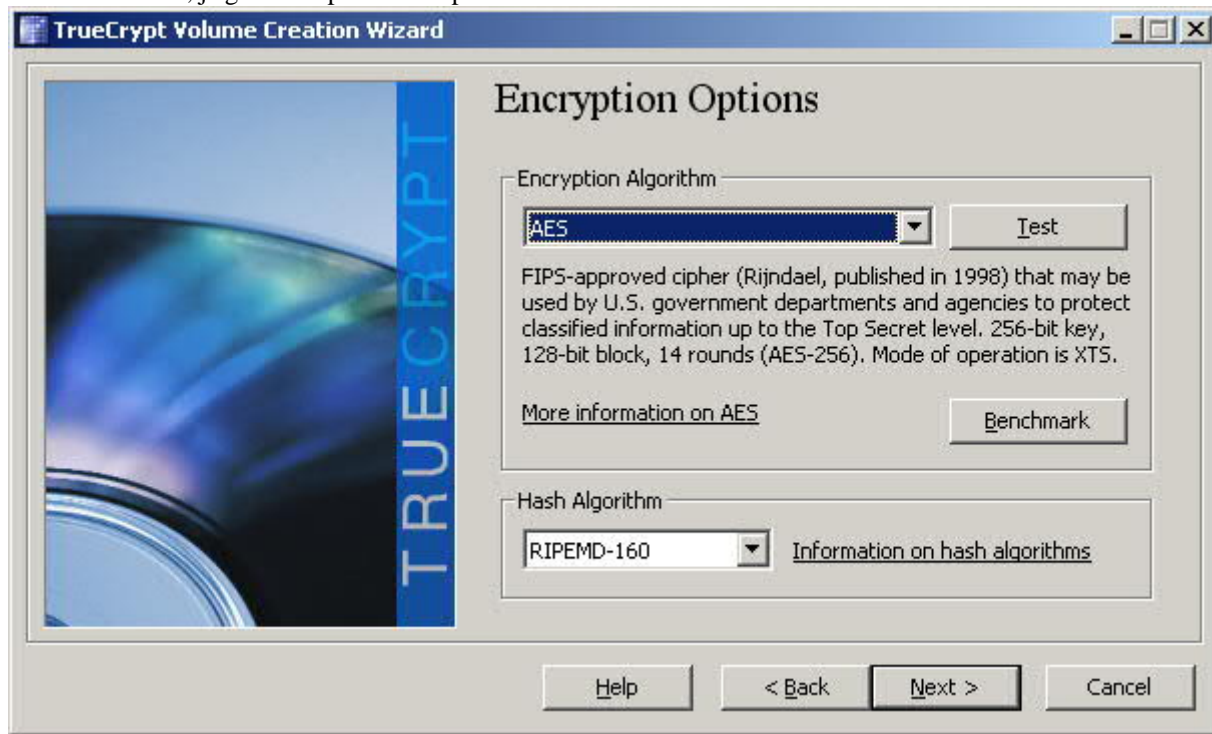 TrueCrypt Volume Creation Wizard
TRUECRYPT
Encryption Options
Encryption Algorithm
AES
Test
FIPS-approved cipher (Rijndael, published in 1998) that may be
used by U.S. government departments and agencies to protect
classified information up to the Top Secret level. 256-bit key,
128-bit block, 14 rounds (AES-256). Mode of operation is XTS.
More information on AES
Benchmark
Hash Algorithm
RIPEMD-160
Information on hash algorithms
Help
< Back
Next >
Cancel